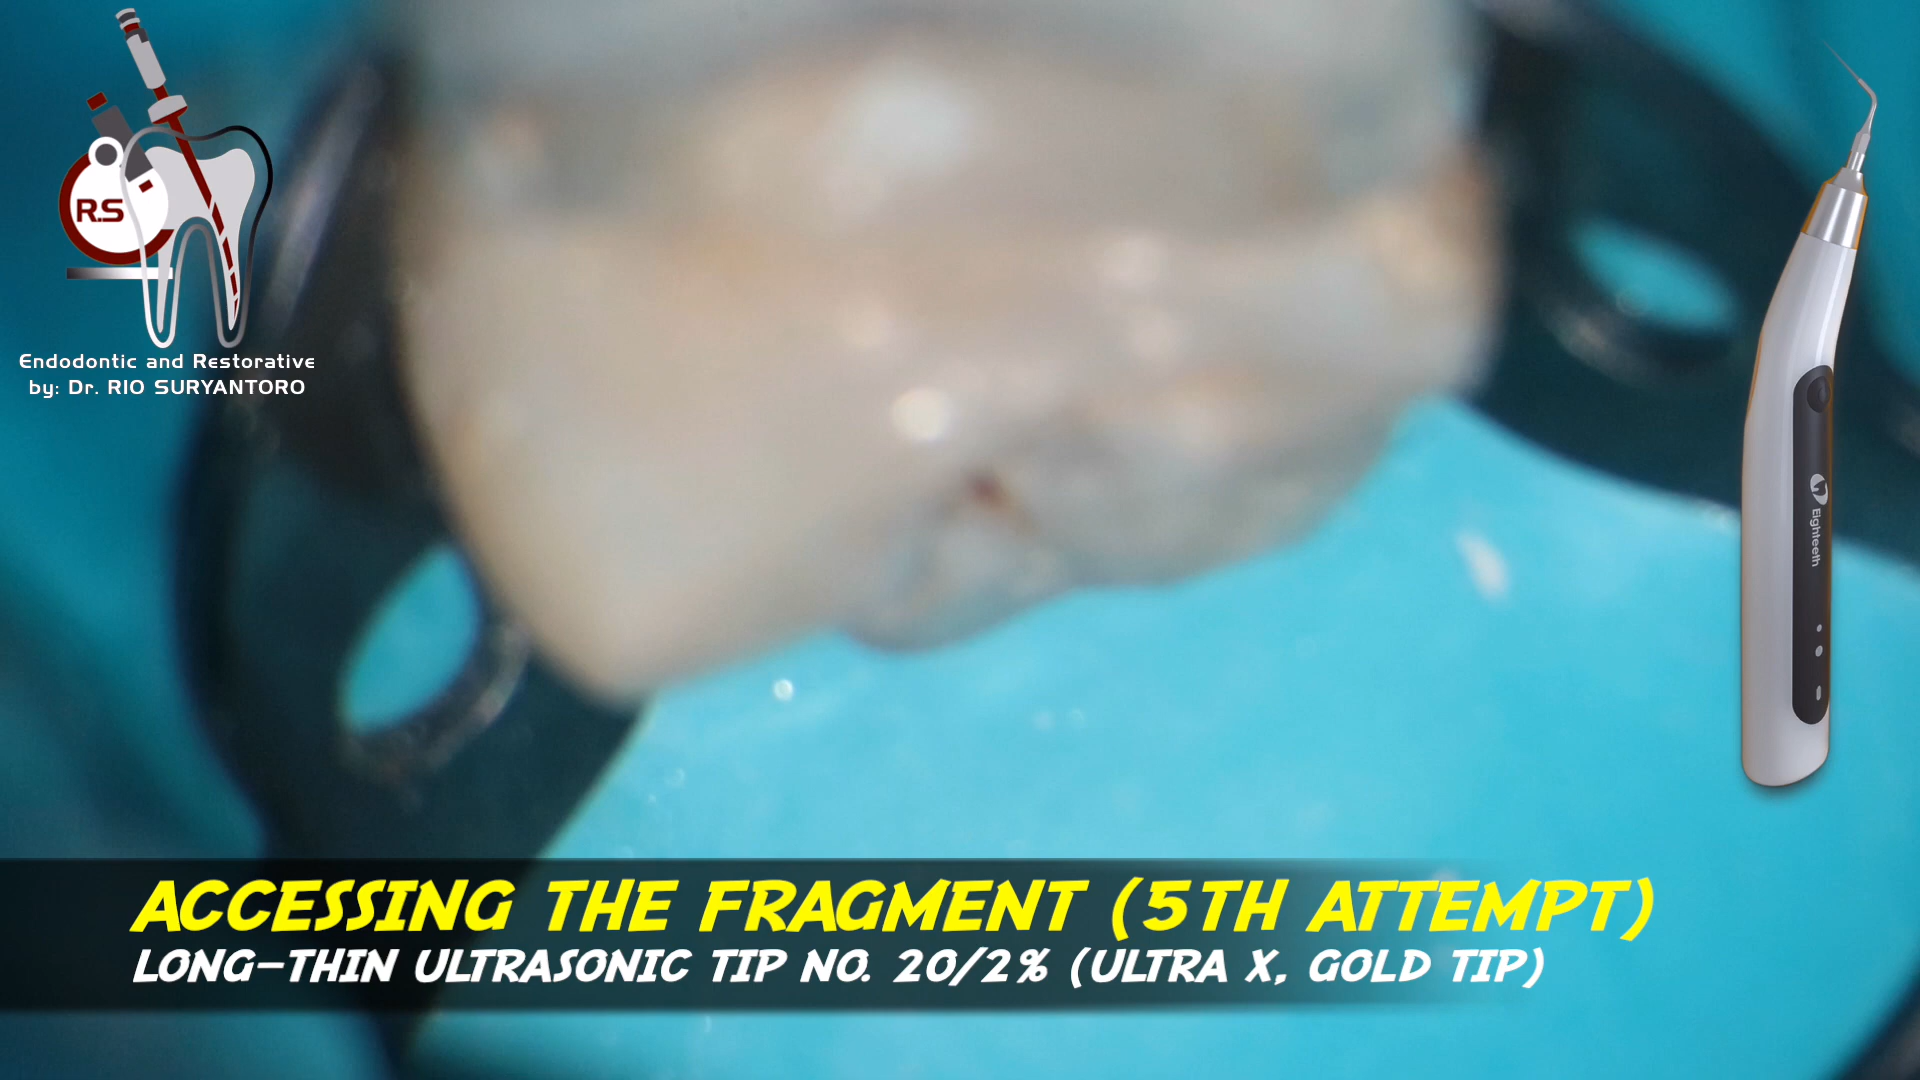 R.S
Endodontic and Restorative
by: Dr. RIO SURYANTORO
Eighteeth
ACCESSING THE FRAGMENT (5TH ATTEMPT)
LONG-THIN ULTRASONIC TIP NO. 20/2% (ULTRA X, GOLD TIP)